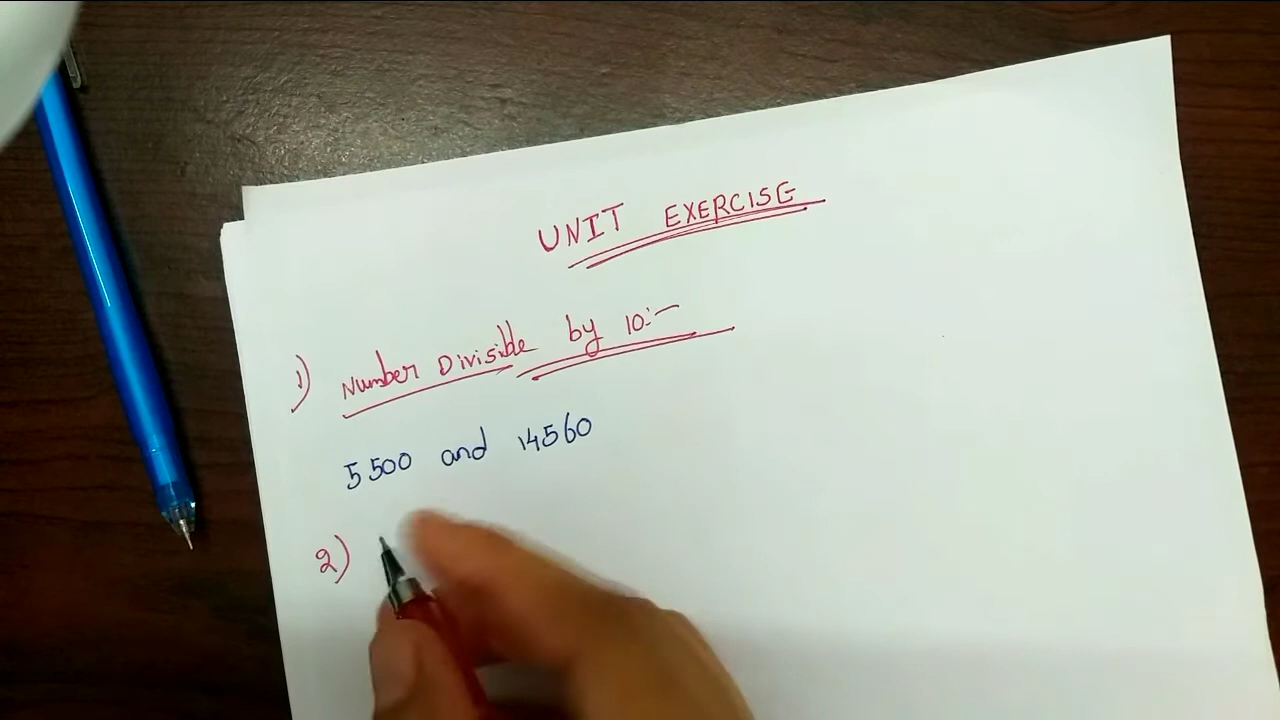 UNIT EXERCISE
1) Number Divisible by 10:-
5500 and 14560
2)